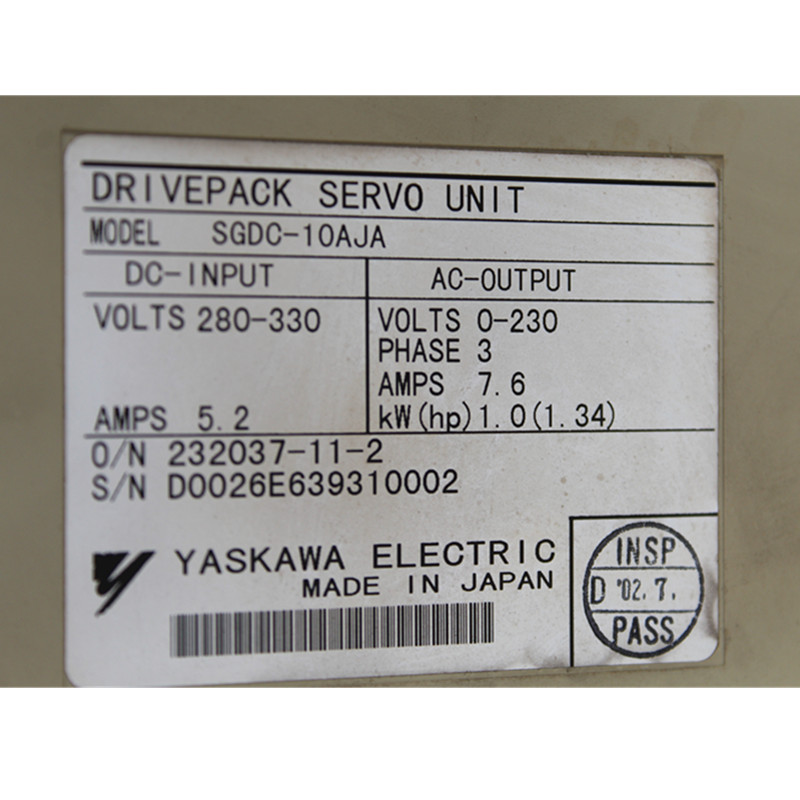 DRIVEPACK SERVO UNIT
MODEL SGDC-10AJA
DC-INPUT
VOLTS 280-330
AMPS 5.2
AC-OUTPUT
VOLTS 0-230
PHASE 3
AMPS 7.6
kW(hp)1.0(1.34)
O/N 232037-11-2
S/N D0026E639310002
YASKAWA ELECTRIC
MADE IN JAPAN
INSP
D '02.7.
PASS